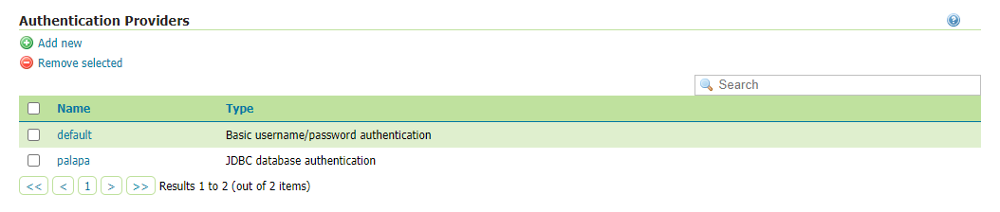 Authentication Providers
Add new
Remove selected
Search
Name Type
default Basic username/password authentication
palapa JDBC database authentication
<< < 1 > >> Results 1 to 2 (out of 2 items)